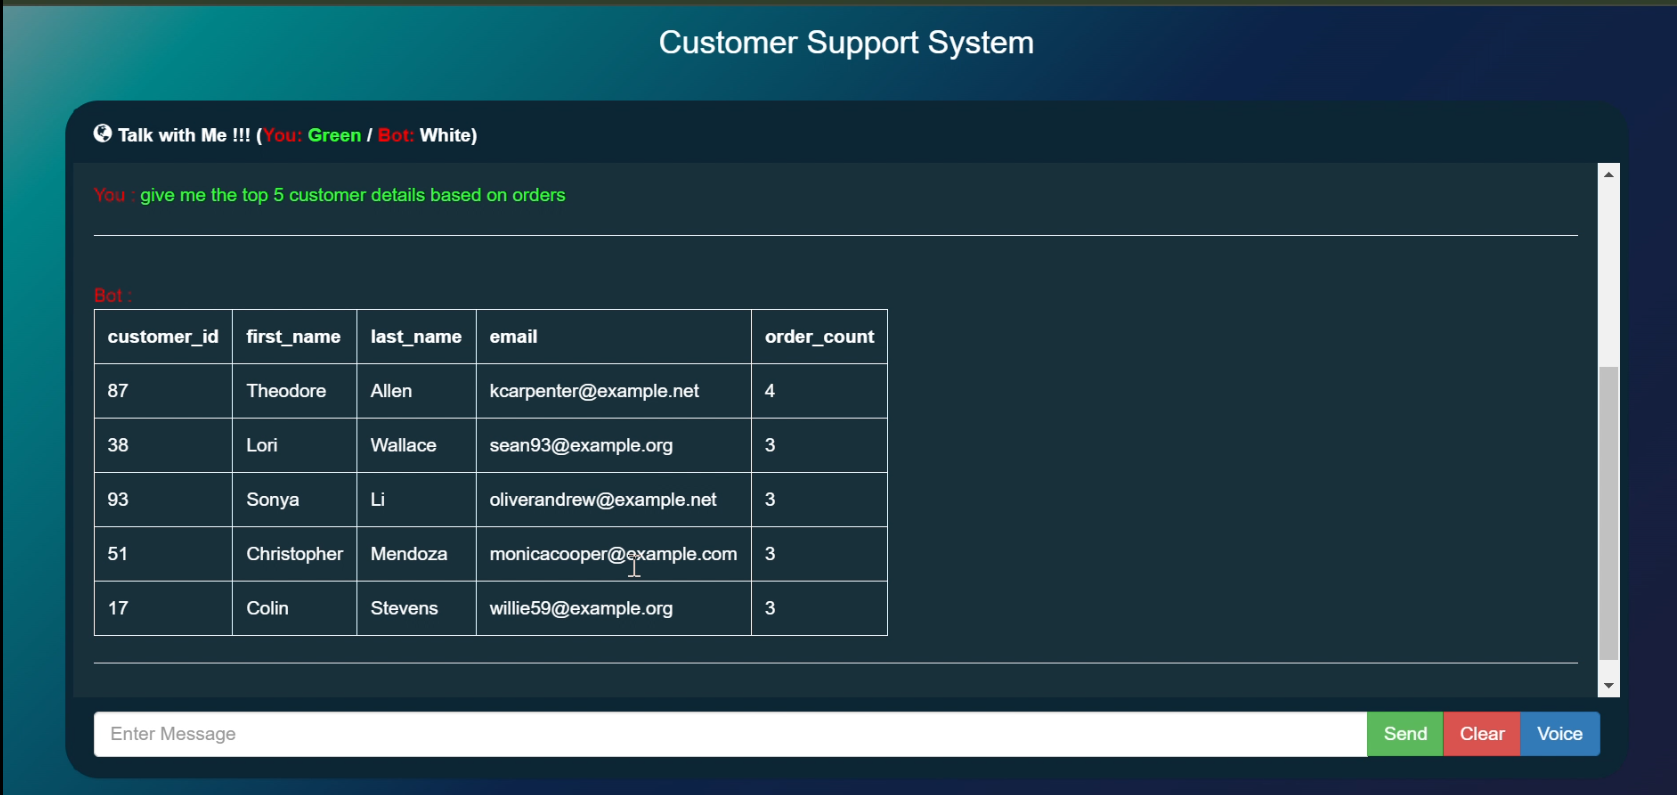 Customer Support System
Talk with Me !!! (You: Green / Bot: White)
You : give me the top 5 customer details based on orders
Bot :
customer_id first_name last_name email order_count
87 Theodore Allen kcarpenter@example.net 4
38 Lori Wallace sean93@example.org 3
93 Sonya Li oliverandrew@example.net 3
51 Christopher Mendoza monicacooper@example.com 3
17 Colin Stevens willie59@example.org 3
Enter Message Send Clear Voice